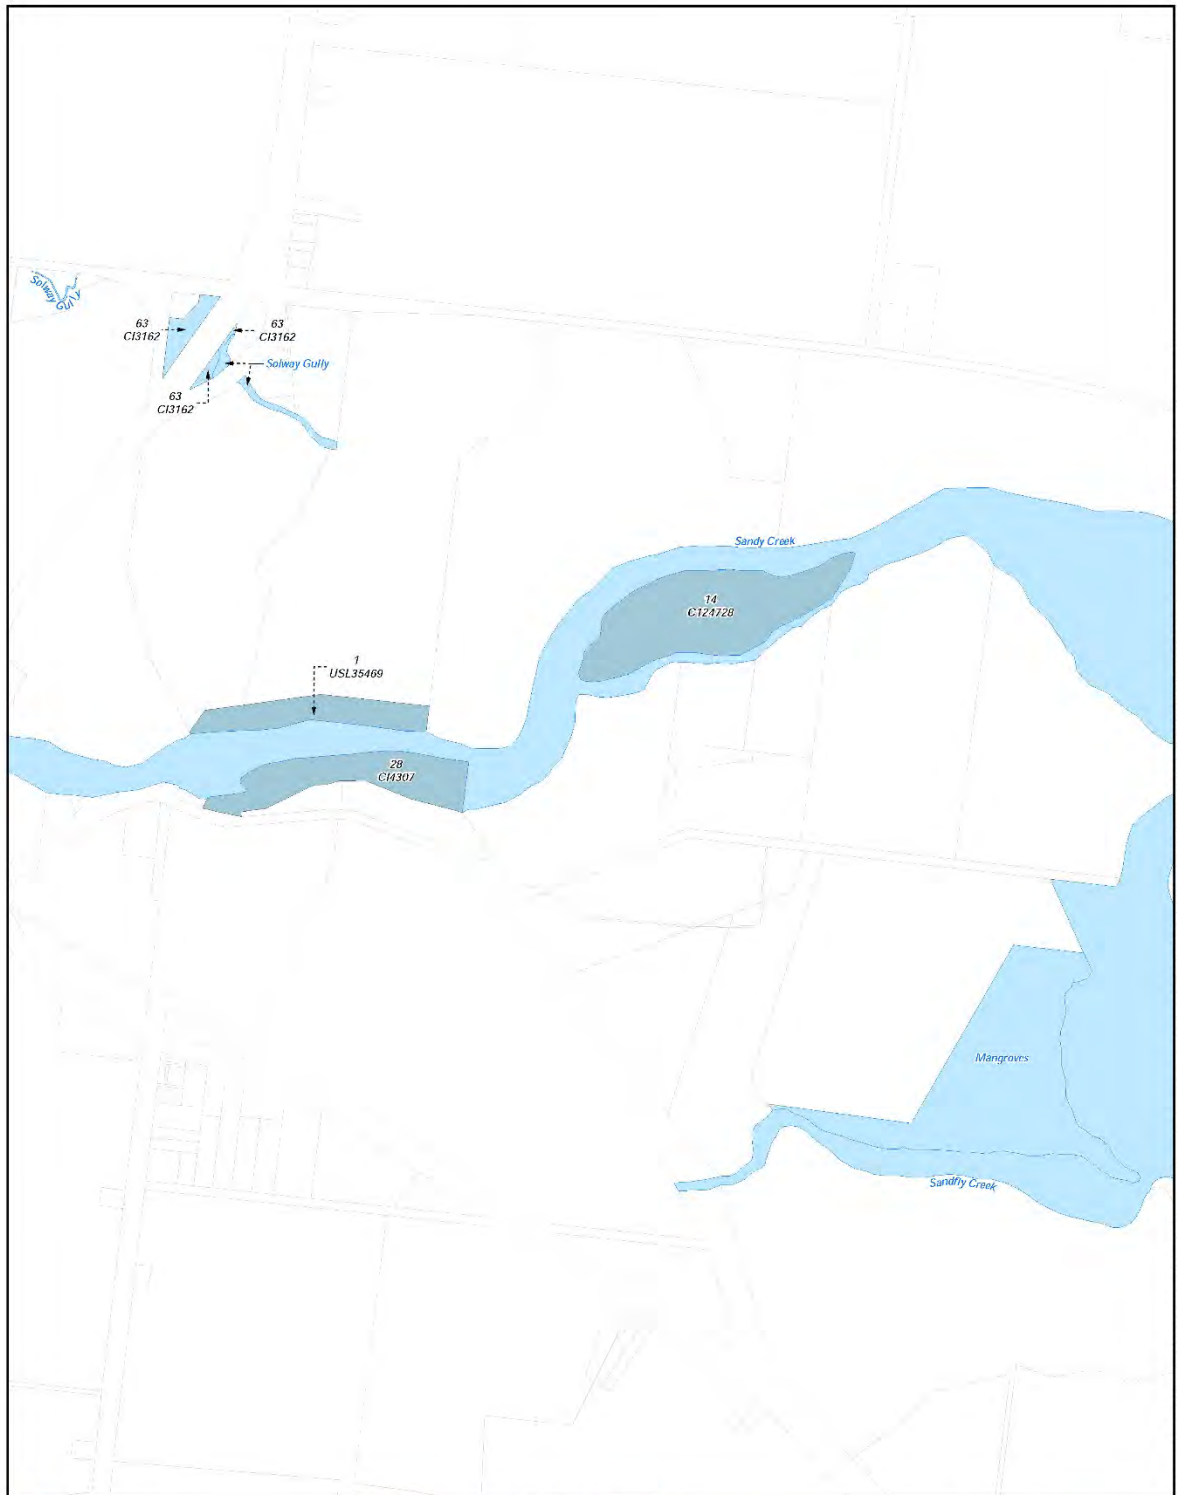 Solway Gully
63
CI3162
63
CI3162
Solway Gully
63
CI3162
Sandy Creek
14
C124728
1
USL35469
28
CI4307
Mangroves
Sandfly Creek